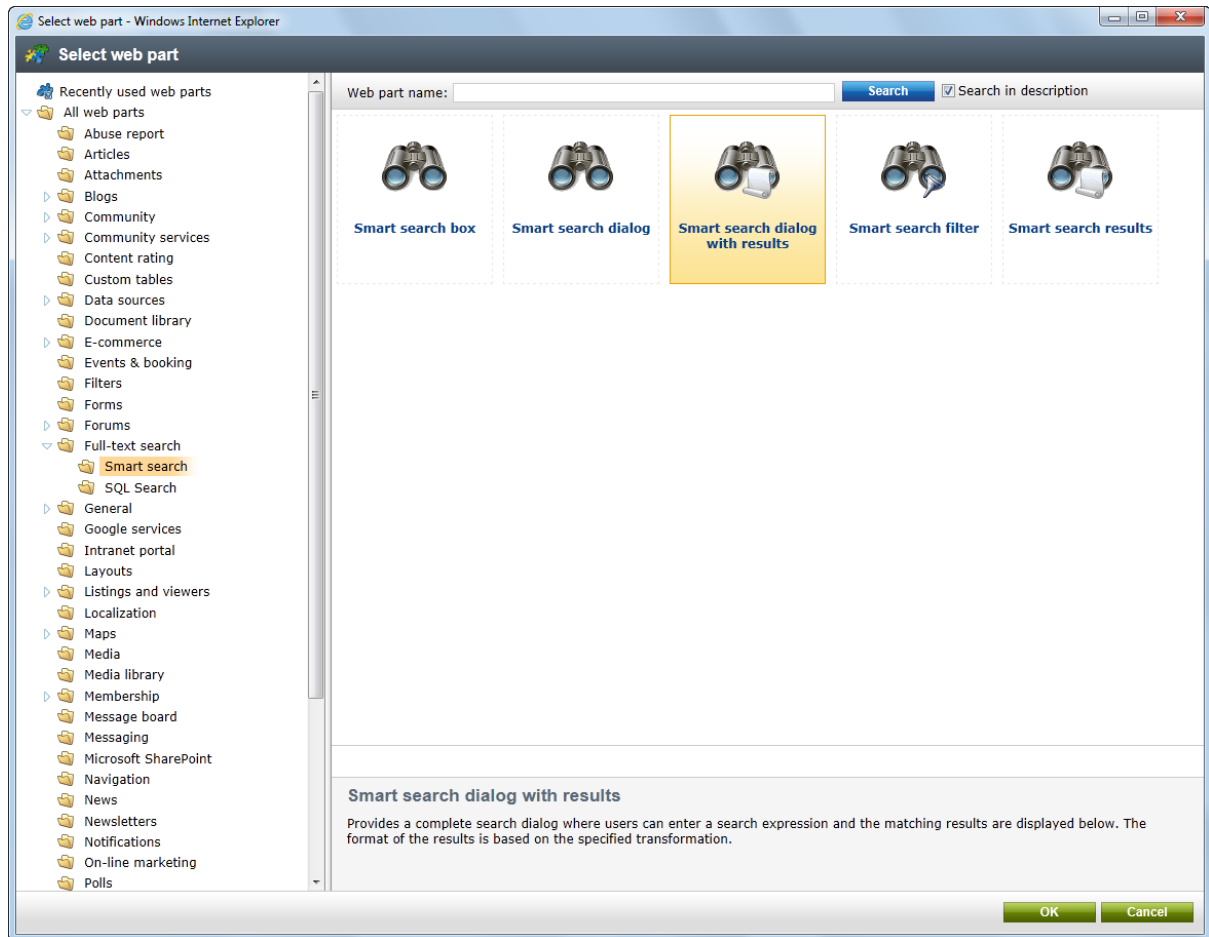 Select web part - Windows Internet Explorer
Select web part
Recently used web parts
All web parts
Abuse report
Articles
Attachments
Blogs
Community
Community services
Content rating
Custom tables
Data sources
Document library
E-commerce
Events & booking
Filters
Forms
Forums
Full-text search
Smart search
SQL Search
General
Google services
Intranet portal
Layouts
Listings and viewers
Localization
Maps
Media
Media library
Membership
Message board
Messaging
Microsoft SharePoint
Navigation
News
Newsletters
Notifications
On-line marketing
Polls
Web part name:
Search
Search in description
Smart search box
Smart search dialog
Smart search dialog
with results
Smart search filter
Smart search results
Smart search dialog with results
Provides a complete search dialog where users can enter a search expression and the matching results are displayed below. The
format of the results is based on the specified transformation.
OK
Cancel